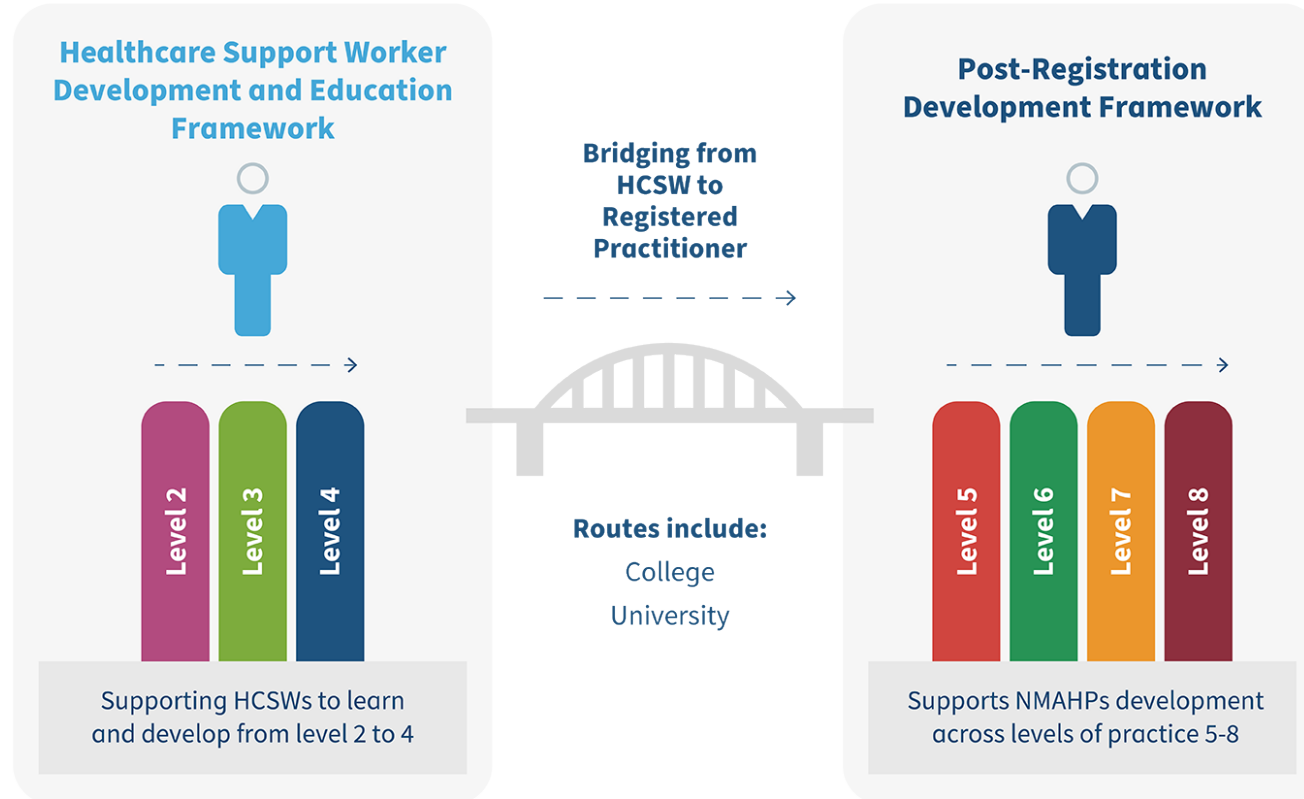 Healthcare Support Worker
Development and Education
Framework
Level 2
Level 3
Level 4
Supporting HCSWs to learn
and develop from level 2 to 4
Bridging from
HCSW to
Registered
Practitioner
Routes include:
College
University
Post-Registration
Development Framework
Level 5
Level 6
Level 7
Level 8
Supports NMAHPs development
across levels of practice 5-8